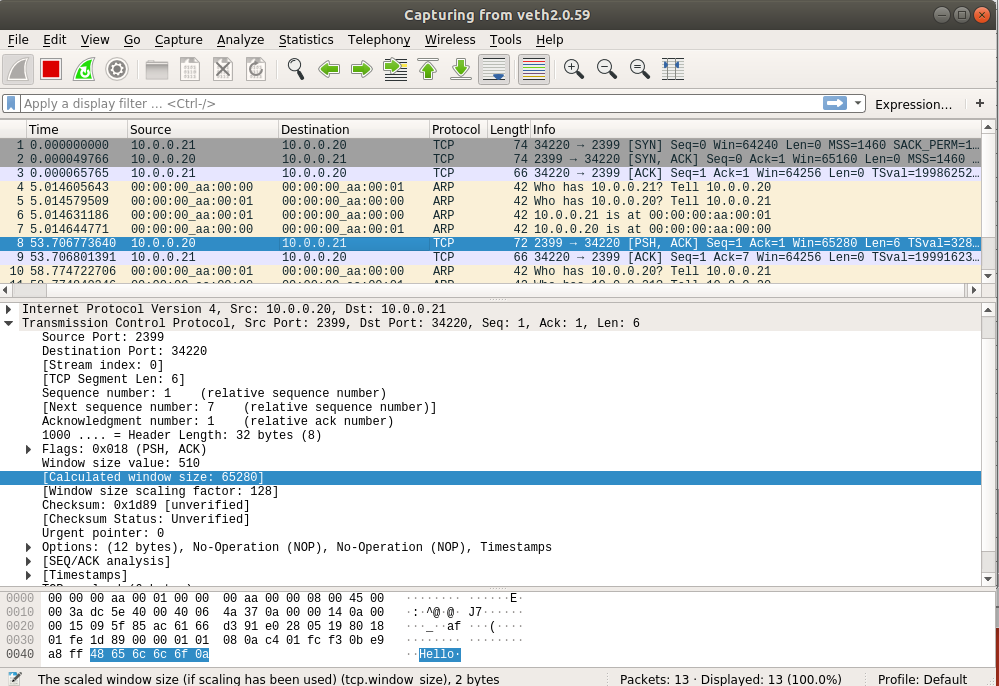 Capturing from veth2.0.59
File Edit View Go Capture Analyze Statistics Telephony Wireless Tools Help
Apply a display filter ... <Ctrl-/> Expression... +
Time Source Destination Protocol Length Info
1 0.000000000 10.0.0.21 10.0.0.20 TCP 74 34220 → 2399 [SYN] Seq=0 Win=64240 Len=0 MSS=1460 SACK_PERM=1...
2 0.000049766 10.0.0.20 10.0.0.21 TCP 74 2399 → 34220 [SYN, ACK] Seq=0 Ack=1 Win=65160 Len=0 MSS=1460 ...
3 0.000065765 10.0.0.21 10.0.0.20 TCP 66 34220 → 2399 [ACK] Seq=1 Ack=1 Win=64256 Len=0 TSval=19986252...
4 5.014605643 00:00:00_aa:00:00 00:00:00_aa:00:01 ARP 42 Who has 10.0.0.21? Tell 10.0.0.20
5 5.014579509 00:00:00_aa:00:01 00:00:00_aa:00:00 ARP 42 Who has 10.0.0.20? Tell 10.0.0.21
6 5.014631186 00:00:00_aa:00:01 00:00:00_aa:00:00 ARP 42 10.0.0.21 is at 00:00:00:aa:00:01
7 5.014644771 00:00:00_aa:00:00 00:00:00_aa:00:01 ARP 42 10.0.0.20 is at 00:00:00:aa:00:00
8 53.706773640 10.0.0.20 10.0.0.21 TCP 72 2399 → 34220 [PSH, ACK] Seq=1 Ack=1 Win=65280 Len=6 TSval=328...
9 53.706801391 10.0.0.21 10.0.0.20 TCP 66 34220 → 2399 [ACK] Seq=1 Ack=7 Win=64256 Len=0 TSval=19991623...
10 58.774722706 00:00:00_aa:00:01 00:00:00_aa:00:00 ARP 42 Who has 10.0.0.20? Tell 10.0.0.21
Internet Protocol Version 4, Src: 10.0.0.20, Dst: 10.0.0.21
Transmission Control Protocol, Src Port: 2399, Dst Port: 34220, Seq: 1, Ack: 1, Len: 6
Source Port: 2399
Destination Port: 34220
[Stream index: 0]
[TCP Segment Len: 6]
Sequence number: 1 (relative sequence number)
[Next sequence number: 7 (relative sequence number)]
Acknowledgment number: 1 (relative ack number)
1000 .... = Header Length: 32 bytes (8)
Flags: 0x018 (PSH, ACK)
Window size value: 510
[Calculated window size: 65280]
[Window size scaling factor: 128]
Checksum: 0x1d89 [unverified]
[Checksum Status: Unverified]
Urgent pointer: 0
Options: (12 bytes), No-Operation (NOP), No-Operation (NOP), Timestamps
[SEQ/ACK analysis]
[Timestamps]
0000 00 00 00 aa 00 01 00 00 00 aa 00 00 08 00 45 00 ········ ······E·
0010 00 3a dc 5e 40 00 40 06 4a 37 0a 00 00 14 0a 00 ·:·^@·@· J7······
0020 00 15 09 5f 85 ac 61 66 d3 91 e0 28 05 19 80 18 ···_··af ···(····
0030 01 fe 1d 89 00 00 01 01 08 0a c4 01 fc f3 0b e9 ········ ········
0040 a8 ff 48 65 6c 6c 6f 0a ··Hello·
The scaled window size (if scaling has been used) (tcp.window_size), 2 bytes Packets: 13 · Displayed: 13 (100.0%) Profile: Default